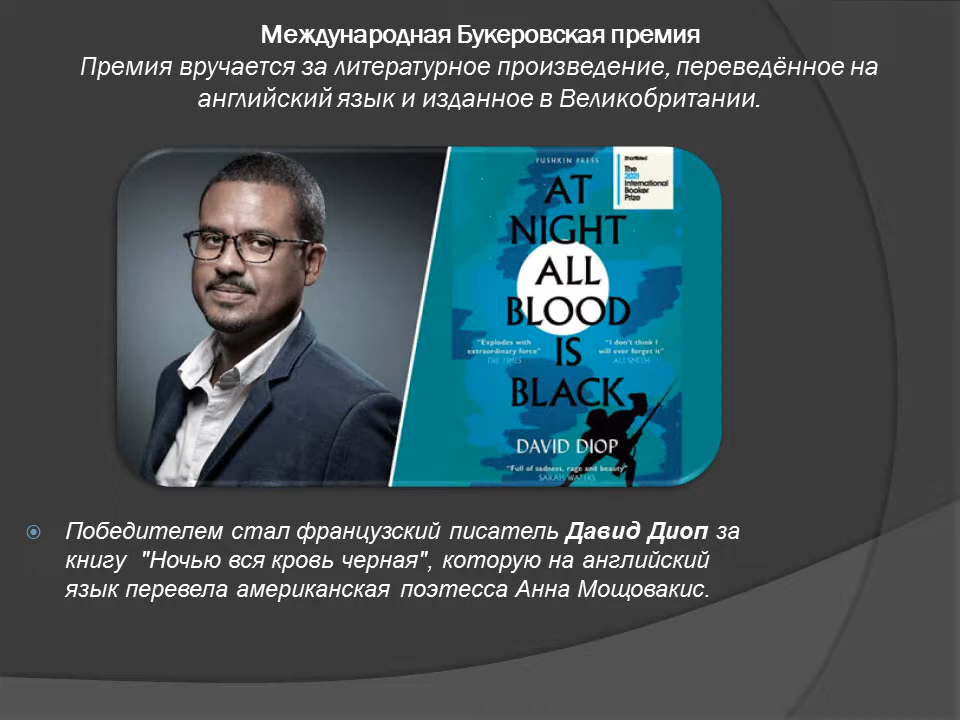 Международная Букеровская премия
Премия вручается за литературное произведение, переведённое на
английский язык и изданное в Великобритании.
PUSHKIN PRESS
Shortlisted
The
2021
International
Booker
Prize
AT
NIGHT
ALL
BLOOD
IS
BLACK
"Explodes with
extraordinary force"
THE TIMES
"I don't think I
will ever forget it"
ALI SMITH
DAVID DIOP
"Full of sadness, rage and beauty"
SARAH WATERS
Победителем стал французский писатель Давид Диоп за
книгу "Ночью вся кровь черная", которую на английский
язык перевела американская поэтесса Анна Мощовакис.